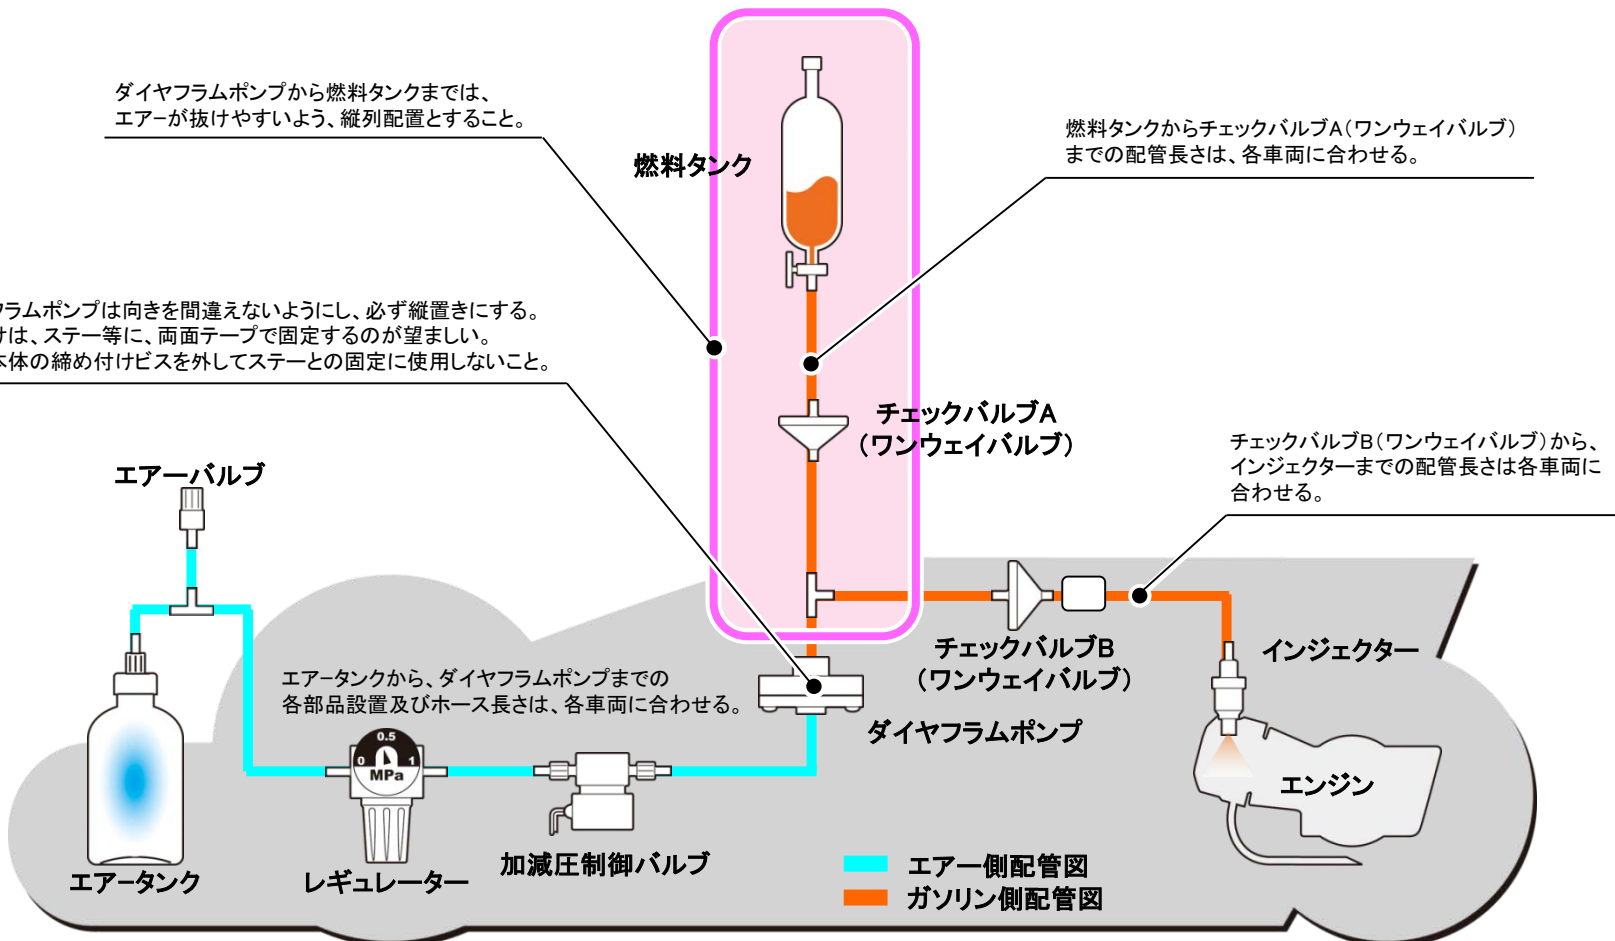 ダイヤフラムポンプから燃料タンクまでは、
エアーが抜けやすいよう、縦列配置とすること。
燃料タンク
燃料タンクからチェックバルブA（ワンウェイバルブ）
までの配管長さは、各車両に合わせる。
フラムポンプは向きを間違えないようにし、必ず縦置きにする。
けは、ステー等に、両面テープで固定するのが望ましい。
本体の締め付けビスを外してステーとの固定に使用しないこと。
チェックバルブA
（ワンウェイバルブ）
チェックバルブB（ワンウェイバルブ）から、
インジェクターまでの配管長さは各車両に
合わせる。
エアーバルブ
チェックバルブB
（ワンウェイバルブ）
インジェクター
エアータンクから、ダイヤフラムポンプまでの
各部品設置及びホース長さは、各車両に合わせる。
ダイヤフラムポンプ
0.5
0 1
MPa
エンジン
エアータンク
レギュレーター
加減圧制御バルブ
エアー側配管図
ガソリン側配管図